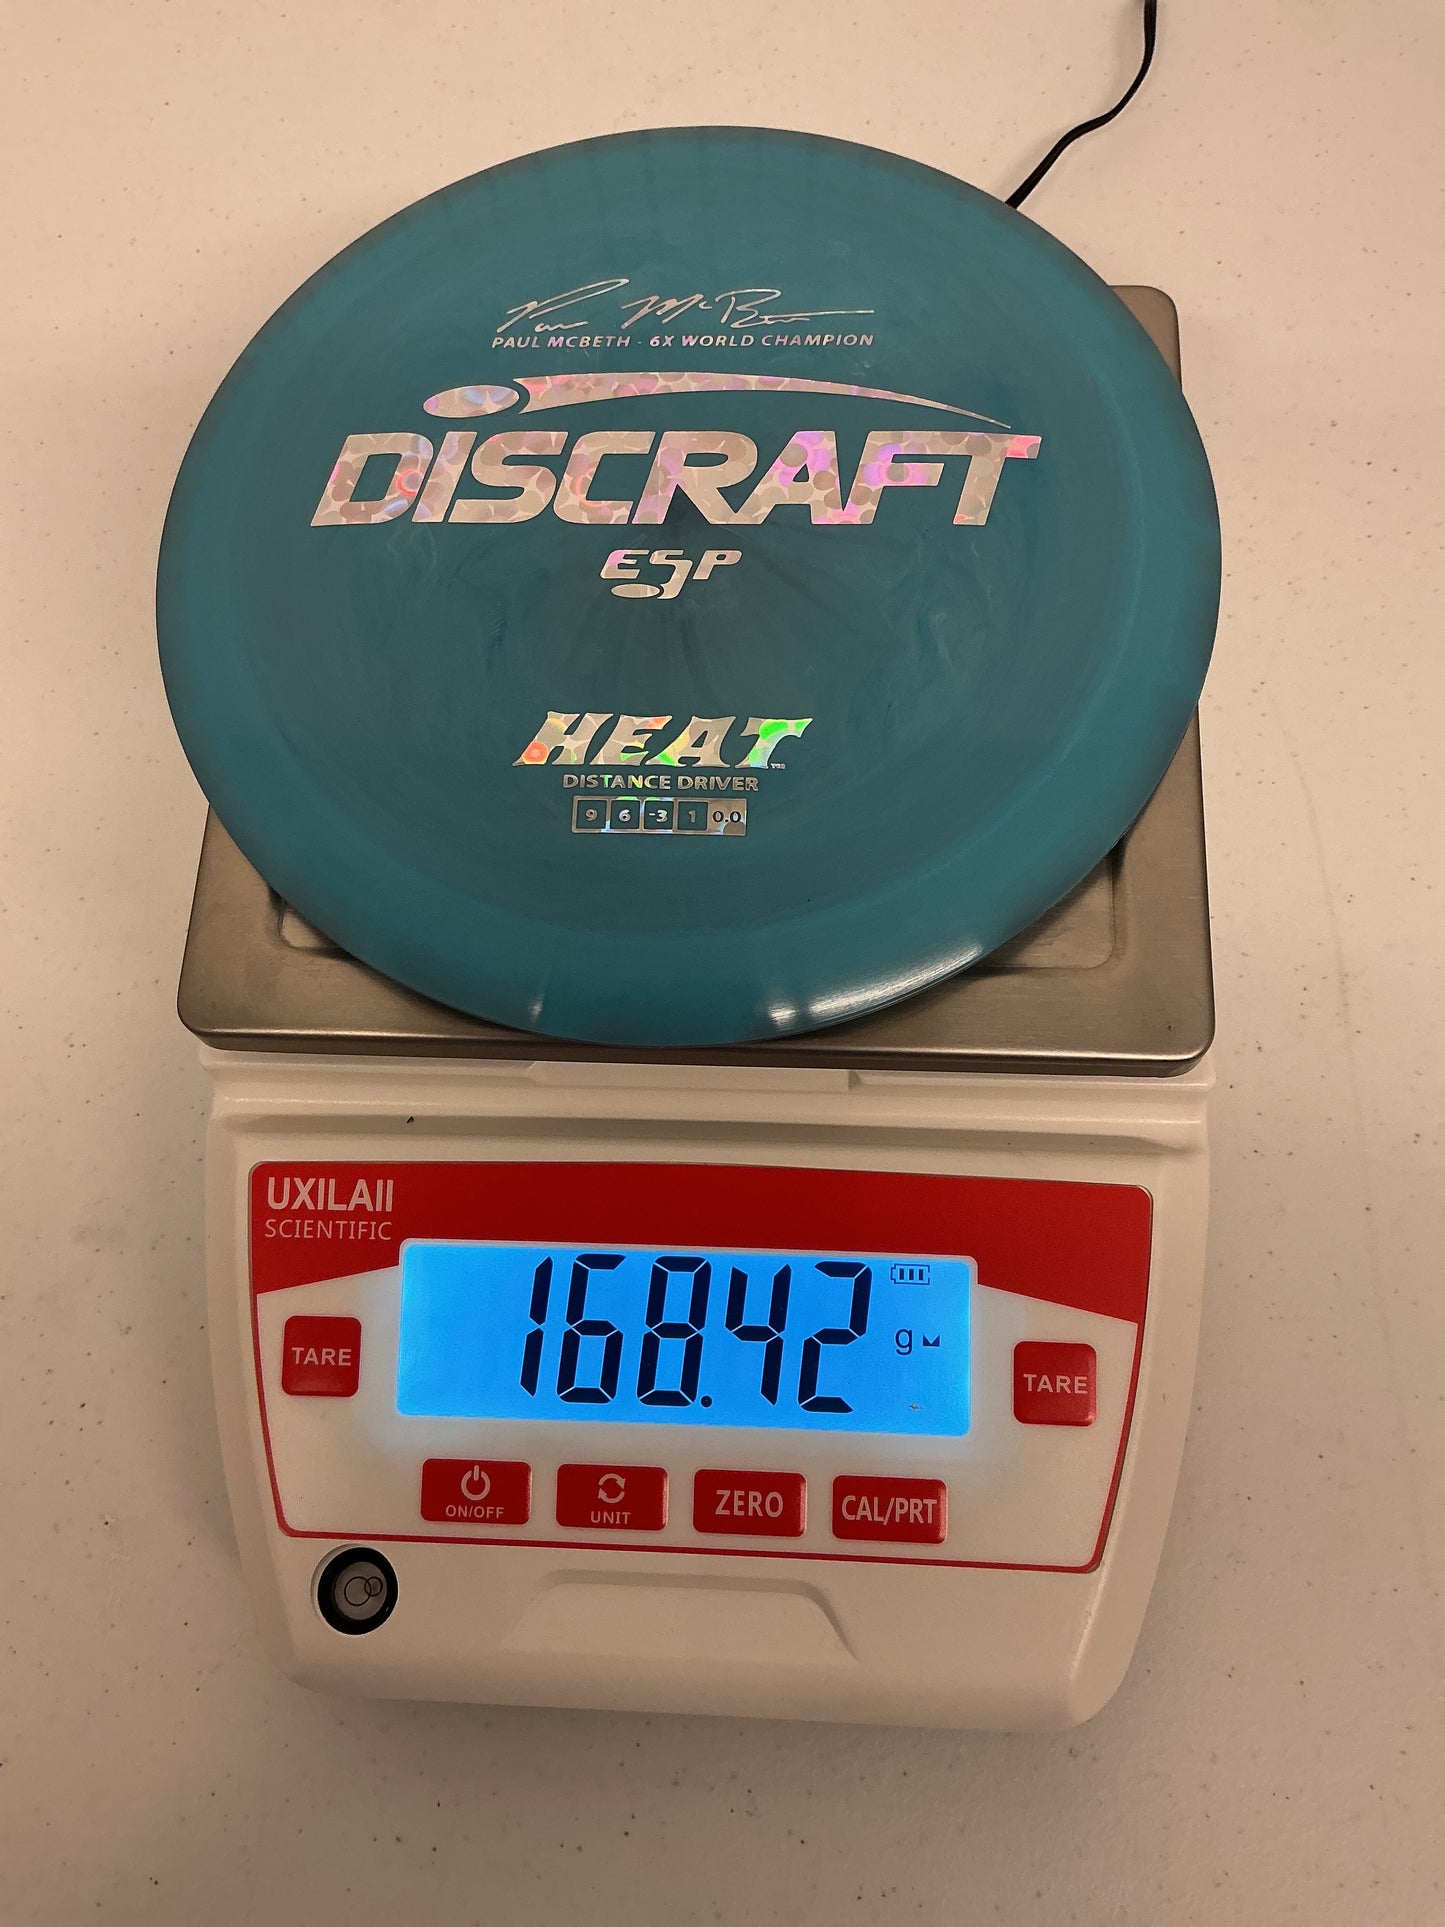 PAUL MCBETH - 6X WORLD CHAMPION
DISCRAFT
ESP
HEAT™
DISTANCE DRIVER
9 6 -3 1 0.0
UXILAII
SCIENTIFIC
168.42 g
TARE
TARE
ON/OFF
UNIT
ZERO
CAL/PRT